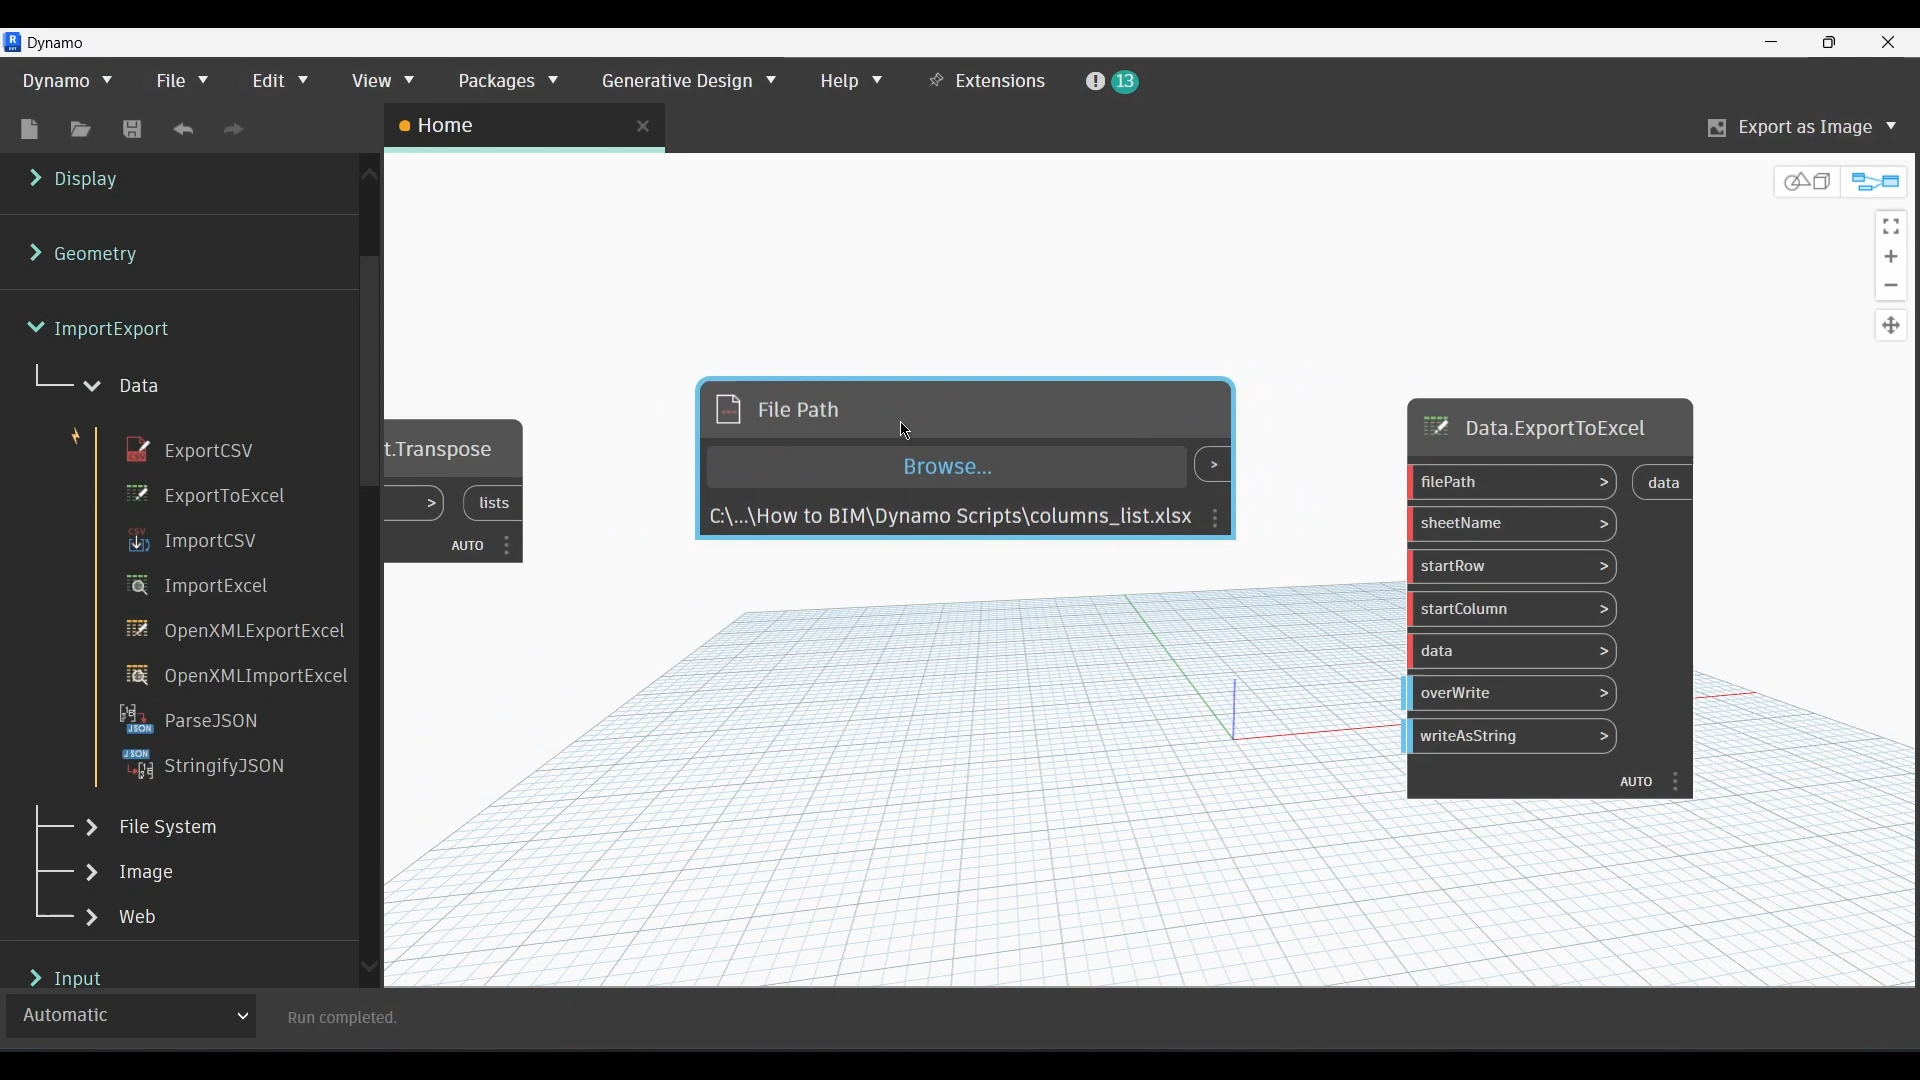 Dynamo
Dynamo File Edit View Packages Generative Design Help Extensions ! 13
Home
Export as Image
Display
Geometry
ImportExport
Data
ExportCSV
ExportToExcel
ImportCSV
ImportExcel
OpenXMLExportExcel
OpenXMLImportExcel
ParseJSON
StringifyJSON
File System
Image
Web
Input
t.Transpose
> lists
AUTO
File Path
Browse... >
C:\...\How to BIM\Dynamo Scripts\columns_list.xlsx
Data.ExportToExcel
filePath > data
sheetName >
startRow >
startColumn >
data >
overWrite >
writeAsString >
AUTO
Automatic
Run completed.